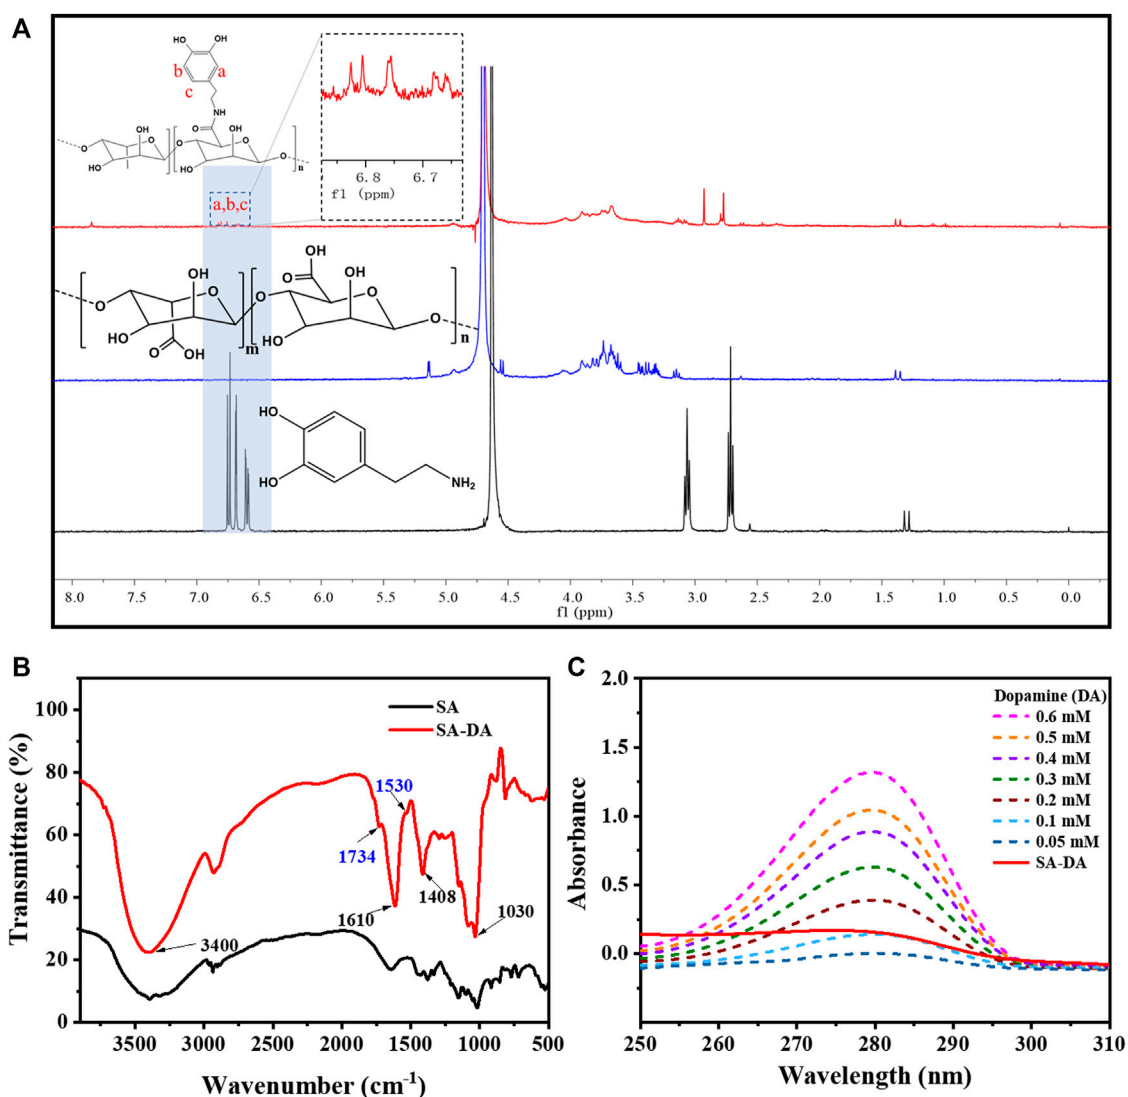 A
HO
OH
b
a
c
NH
O
OH
O
OH
O
O
O
O
HO
HO
n
6.8
6.7
f1 (ppm)
a,b,c
OH
O
OH
O
OH
O
O
O
O
HO
HO
O
OH
m
n
HO
HO
NH2
8.0 7.5 7.0 6.5 6.0 5.5 5.0 4.5 4.0 3.5 3.0 2.5 2.0 1.5 1.0 0.5 0.0
f1 (ppm)
B
Transmittance (%)
100
80
60
40
20
0
SA
SA-DA
1530
1734
1610
1408
1030
3400
3500 3000 2500 2000 1500 1000 500
Wavenumber (cm-1)
C
Absorbance
2.0
1.5
1.0
0.5
0.0
Dopamine (DA)
0.6 mM
0.5 mM
0.4 mM
0.3 mM
0.2 mM
0.1 mM
0.05 mM
SA-DA
250 260 270 280 290 300 310
Wavelength (nm)